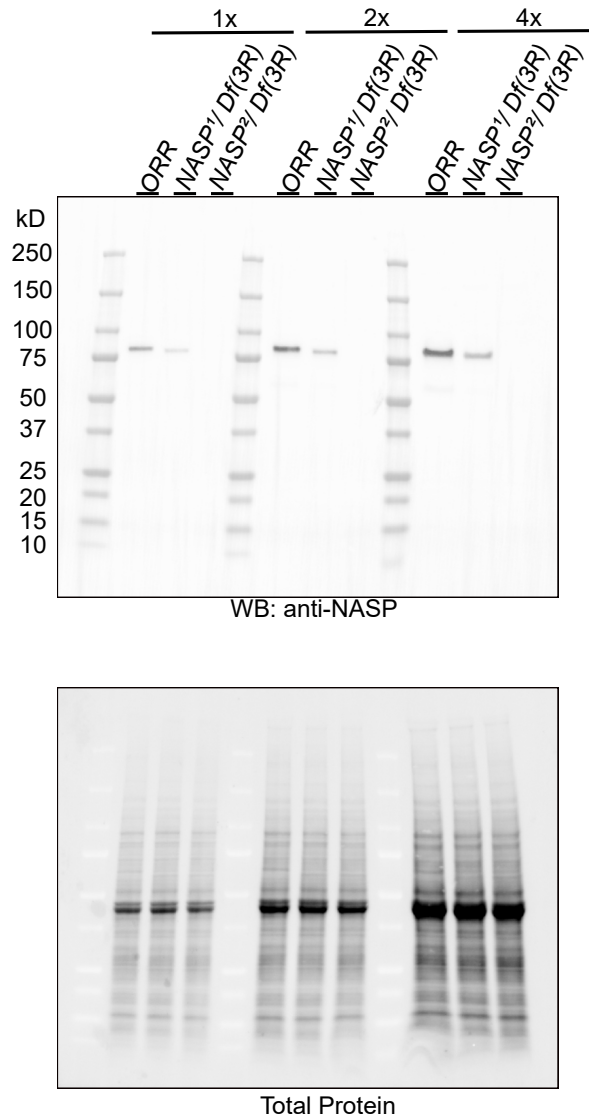 1x 2x 4x
ORR NASP¹/ Df(3R) NASP²/ Df(3R) ORR NASP¹/ Df(3R) NASP²/ Df(3R) ORR NASP¹/ Df(3R) NASP²/ Df(3R)
kD
250
150
100
75
50
37
25
20
15
10
WB: anti-NASP
Total Protein